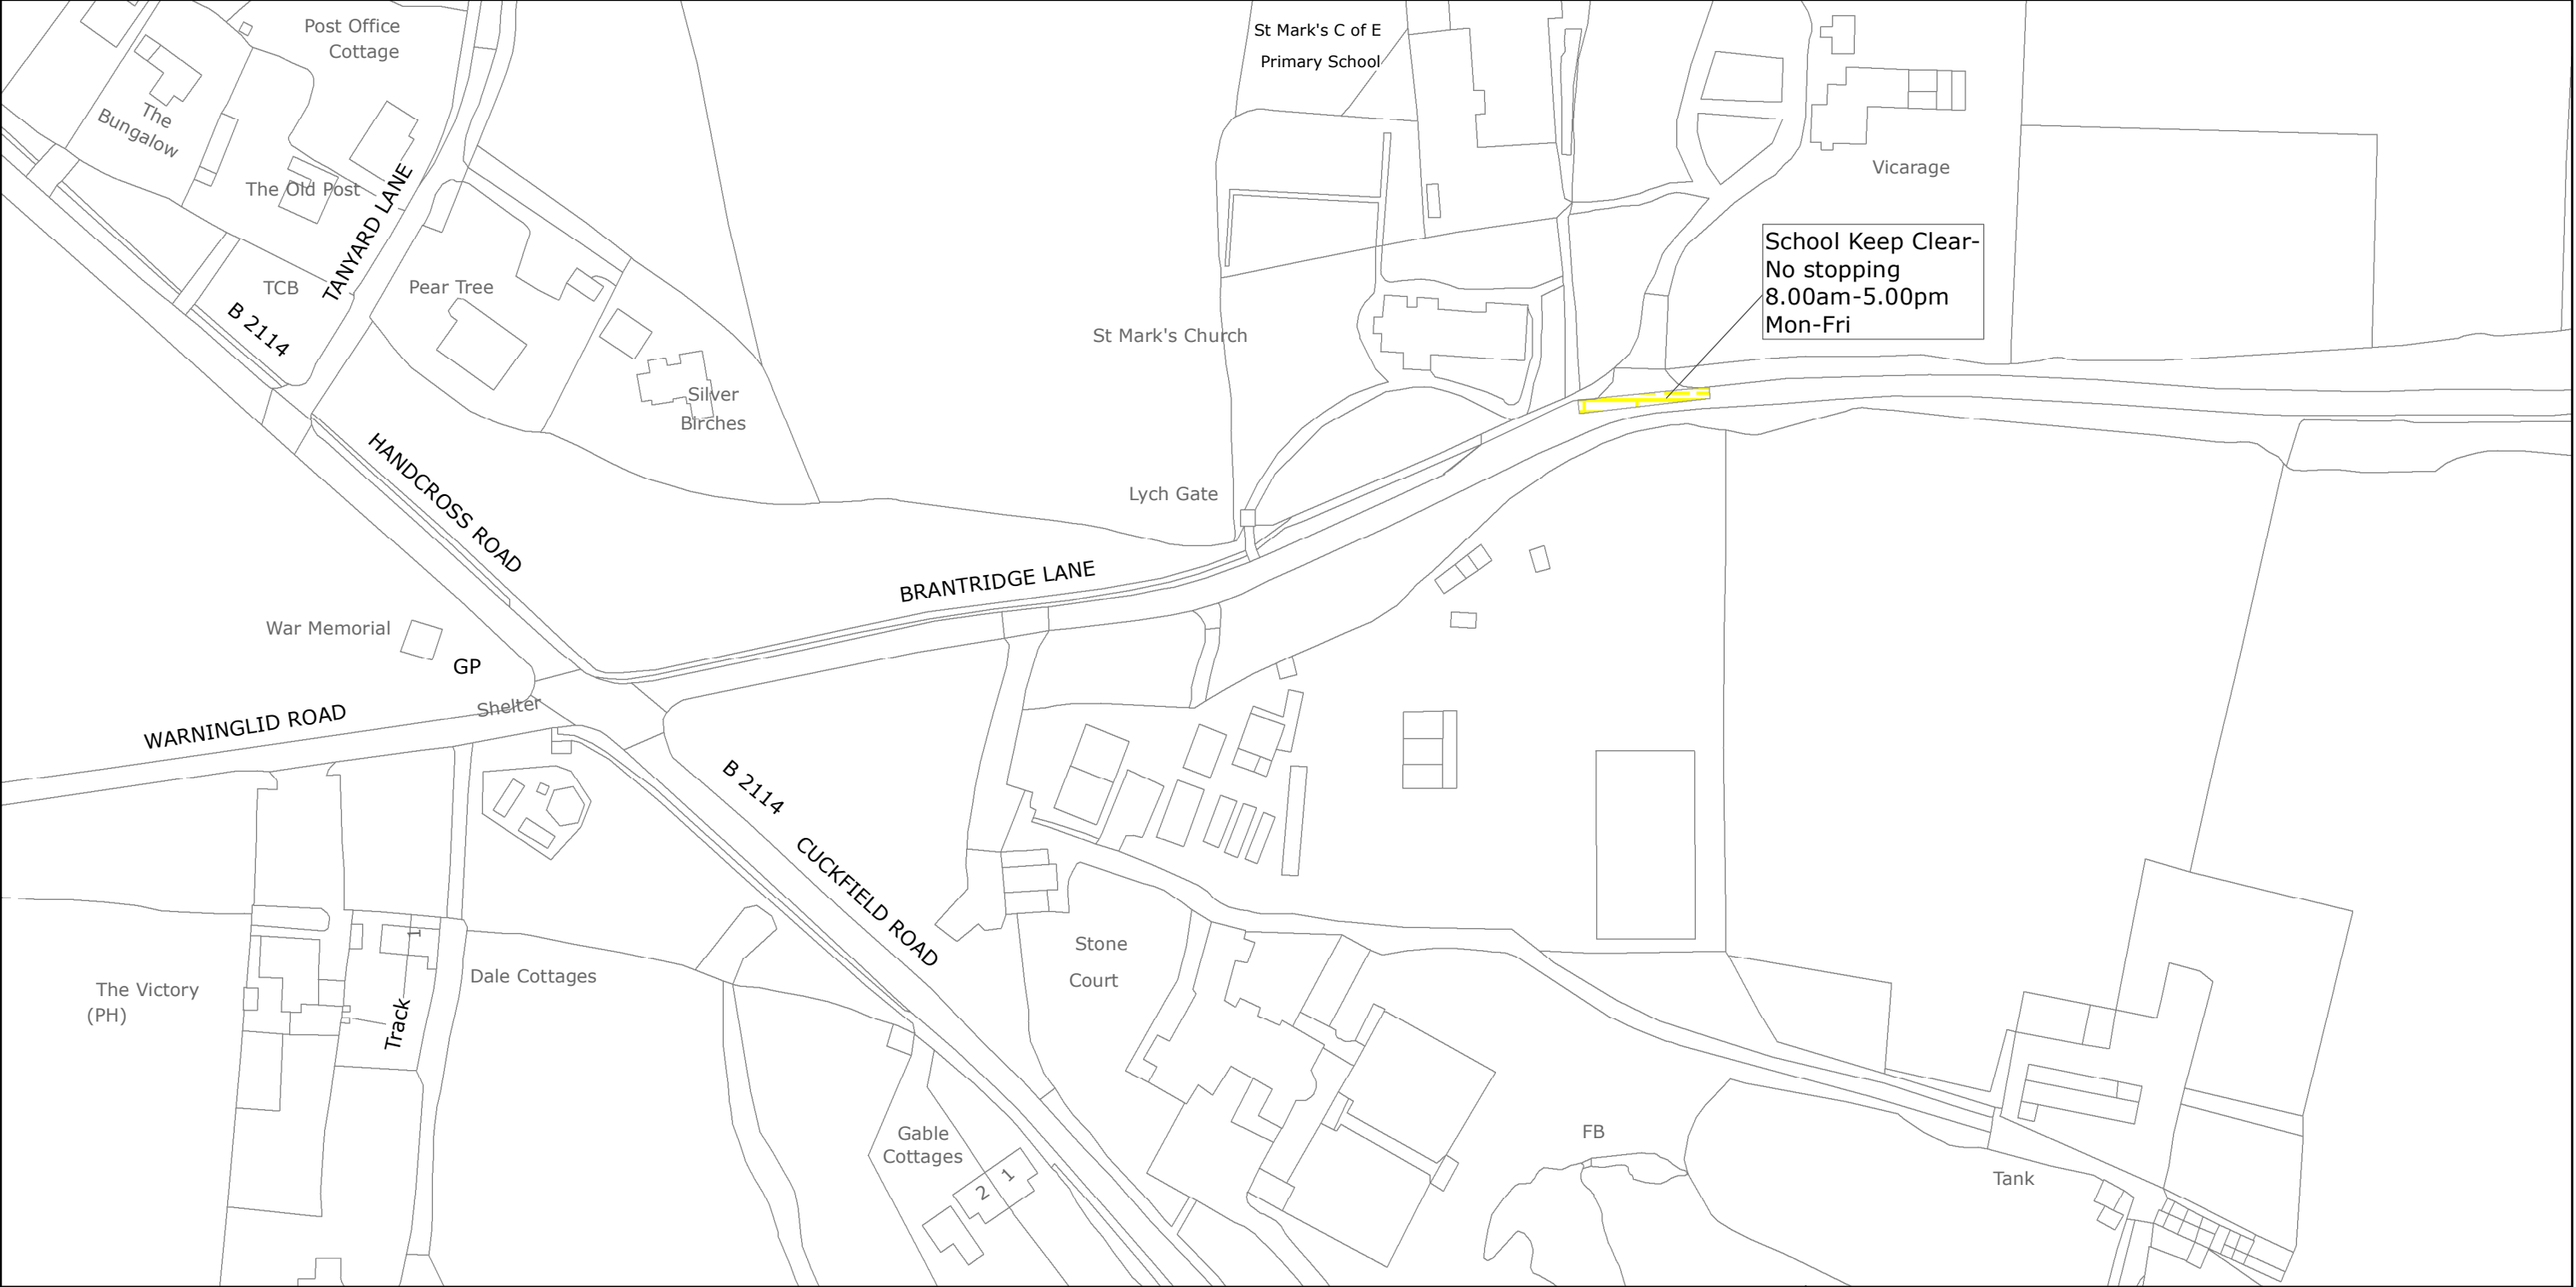 Post Office
Cottage
St Mark's C of E
Primary School
The
Bungalow
The Old Post
TANYARD LANE
Vicarage
School Keep Clear-
No stopping
8.00am-5.00pm
Mon-Fri
TCB
Pear Tree
B 2114
St Mark's Church
Silver
Birches
HANDCROSS ROAD
Lych Gate
BRANTRIDGE LANE
War Memorial
GP
Shelter
WARNINGLID ROAD
B 2114
CUCKFIELD ROAD
1
Stone
Court
Dale Cottages
The Victory
(PH)
Track
Gable
Cottages
2
1
FB
Tank